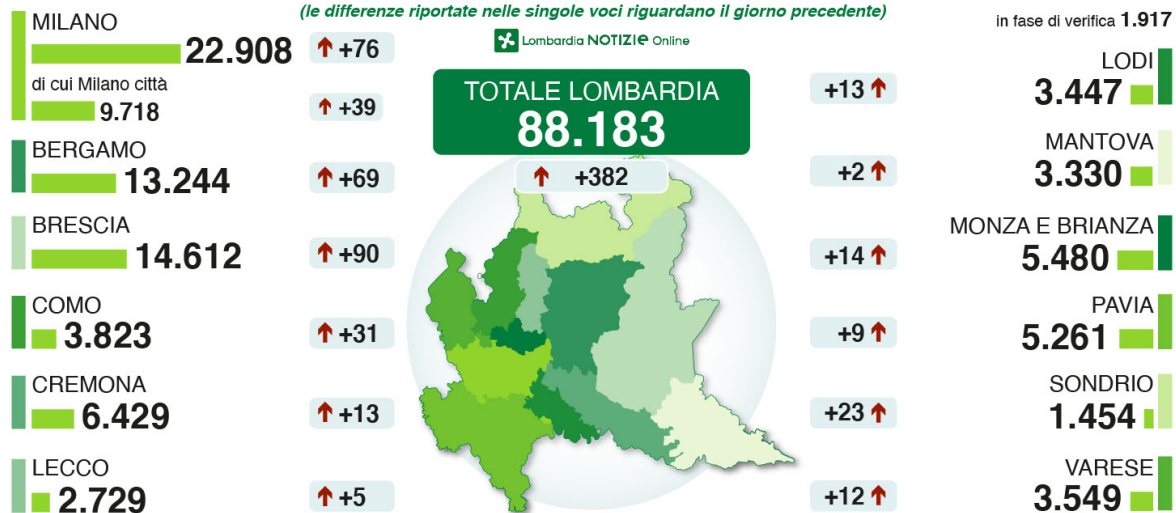 (le differenze riportate nelle singole voci riguardano il giorno precedente)
Lombardia NOTIZIE Online
in fase di verifica 1.917
TOTALE LOMBARDIA
88.183
+382
MILANO
22.908
+76
di cui Milano città
9.718
+39
BERGAMO
13.244
+69
BRESCIA
14.612
+90
COMO
3.823
+31
CREMONA
6.429
+13
LECCO
2.729
+5
LODI
+13
3.447
MANTOVA
+2
3.330
MONZA E BRIANZA
+14
5.480
PAVIA
+9
5.261
SONDRIO
+23
1.454
VARESE
+12
3.549